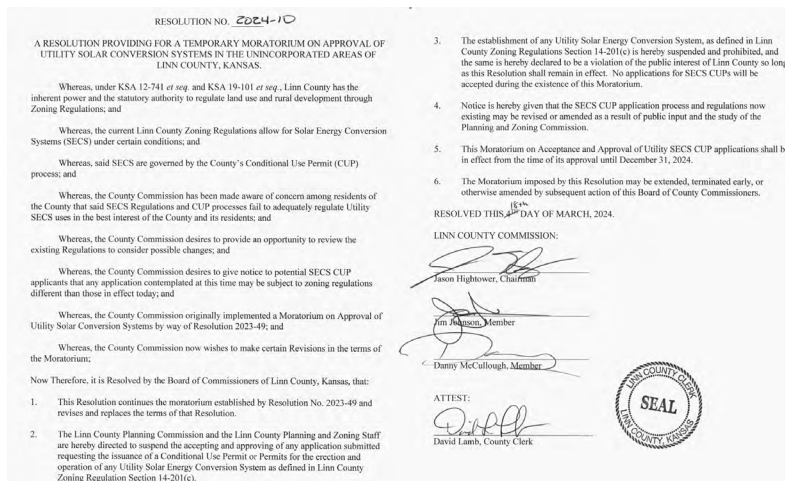 RESOLUTION NO. 2024-10
A RESOLUTION PROVIDING FOR A TEMPORARY MORATORIUM ON APPROVAL OF
UTILITY SOLAR CONVERSION SYSTEMS IN THE UNINCORPORATED AREAS OF
LINN COUNTY, KANSAS.
Whereas, under KSA 12-741 et seq. and KSA 19-101 et seq., Linn County has the
inherent power and the statutory authority to regulate land use and rural development through
Zoning Regulations; and
Whereas, the current Linn County Zoning Regulations allow for Solar Energy Conversion
Systems (SECS) under certain conditions; and
Whereas, said SECS are governed by the County's Conditional Use Permit (CUP)
process; and
Whereas, the County Commission has been made aware of concern among residents of
the County that said SECS Regulations and CUP processes fail to adequately regulate Utility
SECS uses in the best interest of the County and its residents; and
Whereas, the County Commission desires to provide an opportunity to review the
existing Regulations to consider possible changes; and
Whereas, the County Commission desires to give notice to potential SECS CUP
applicants that any application contemplated at this time may be subject to zoning regulations
different than those in effect today; and
Whereas, the County Commission originally implemented a Moratorium on Approval of
Utility Solar Conversion Systems by way of Resolution 2023-49; and
Whereas, the County Commission now wishes to make certain Revisions in the terms of
the Moratorium;
Now Therefore, it is Resolved by the Board of Commissioners of Linn County, Kansas, that:
1. This Resolution continues the moratorium established by Resolution No. 2023-49 and
revises and replaces the terms of that Resolution.
2. The Linn County Planning Commission and the Linn County Planning and Zoning Staff
are hereby directed to suspend the accepting and approving of any application submitted
requesting the issuance of a Conditional Use Permit or Permits for the erection and
operation of any Utility Solar Energy Conversion System as defined in Linn County
Zoning Regulation Section 14-201(c).
3. The establishment of any Utility Solar Energy Conversion System, as defined in Linn
County Zoning Regulations Section 14-201(c) is hereby suspended and prohibited, and
the same is hereby declared to be a violation of the public interest of Linn County so long
as this Resolution shall remain in effect. No applications for SECS CUPs will be
accepted during the existence of this Moratorium.
4. Notice is hereby given that the SECS CUP application process and regulations now
existing may be revised or amended as a result of public input and the study of the
Planning and Zoning Commission.
5. This Moratorium on Acceptance and Approval of Utility SECS CUP applications shall b
in effect from the time of its approval until December 31, 2024.
6. The Moratorium imposed by this Resolution may be extended, terminated early, or
otherwise amended by subsequent action of this Board of County Commissioners.
18th
RESOLVED THIS DAY OF MARCH, 2024.
LINN COUNTY COMMISSION:
Jason Hightower, Chairman
Jim Johnson, Member
Danny McCullough, Member
ATTEST:
David Lamb, County Clerk
LINN COUNTY CLERK
SEAL
LINN COUNTY, KANSAS